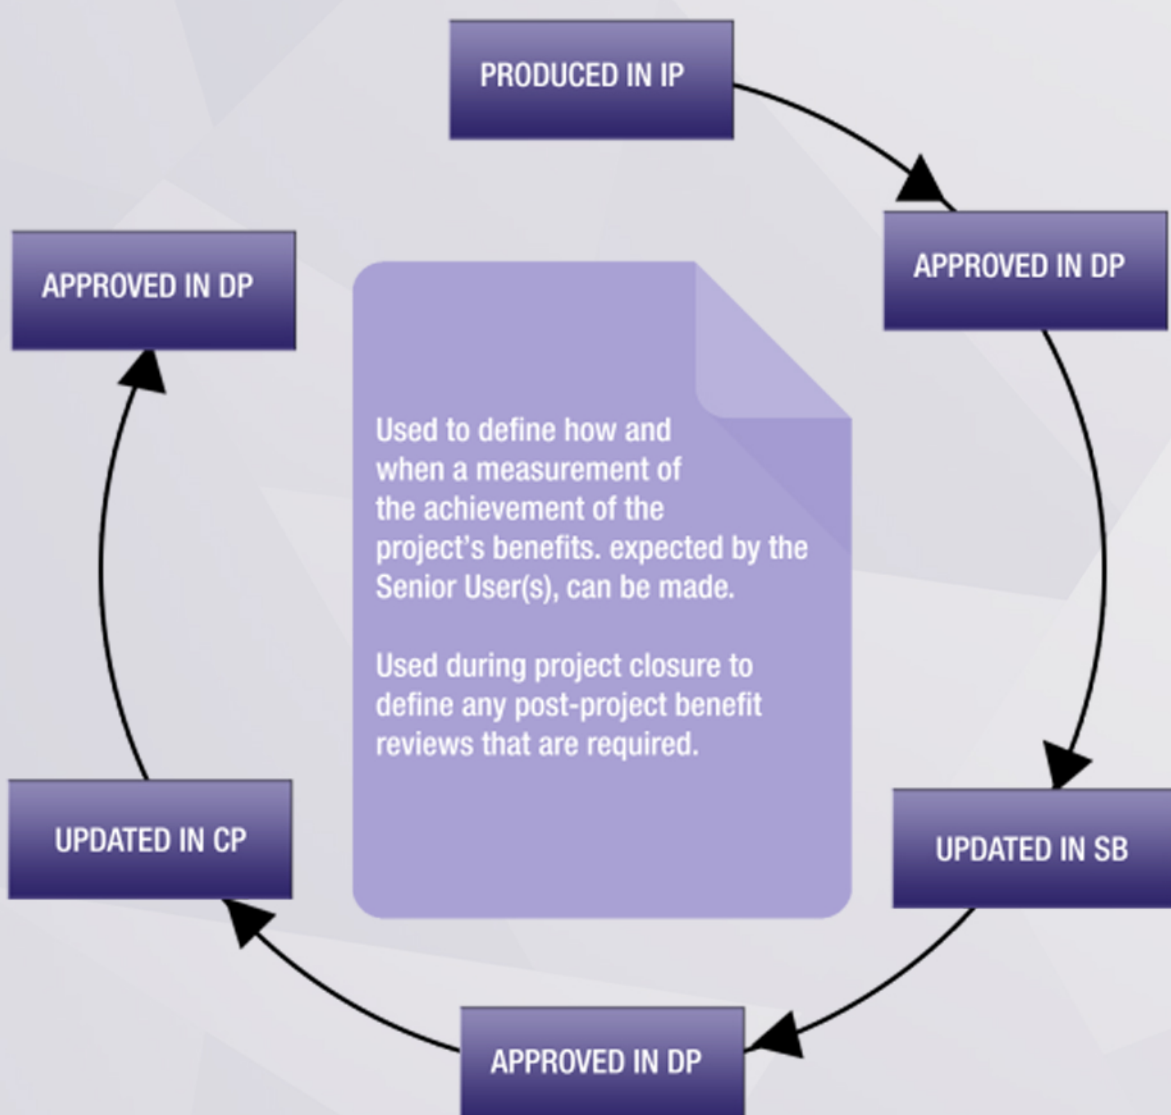 PRODUCED IN IP
APPROVED IN DP
APPROVED IN DP
Used to define how and
when a measurement of
the achievement of the
project's benefits. expected by the
Senior User(s), can be made.
Used during project closure to
define any post-project benefit
reviews that are required.
UPDATED IN CP
UPDATED IN SB
APPROVED IN DP